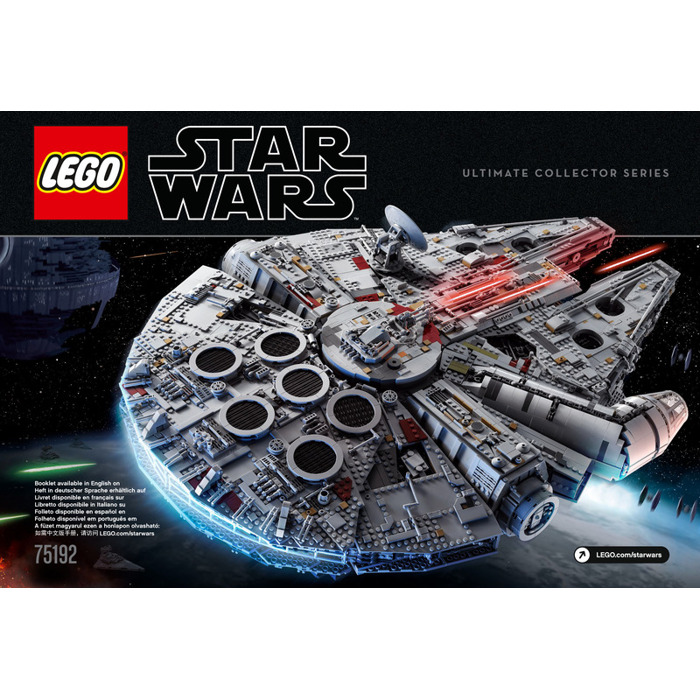 LEGO
STAR
WARS
™
ULTIMATE COLLECTOR SERIES
Booklet available in English on
Heft in deutscher Sprache erhältlich auf
Livret disponible en français sur
Libretto disponibile in italiano su
Folleto disponible en español en
Folheto disponível em português em
A füzet magyarul ezen a honlapon olvasható:
如需中文版手册, 请访问 LEGO.com/starwars
75192
LEGO.com/starwars